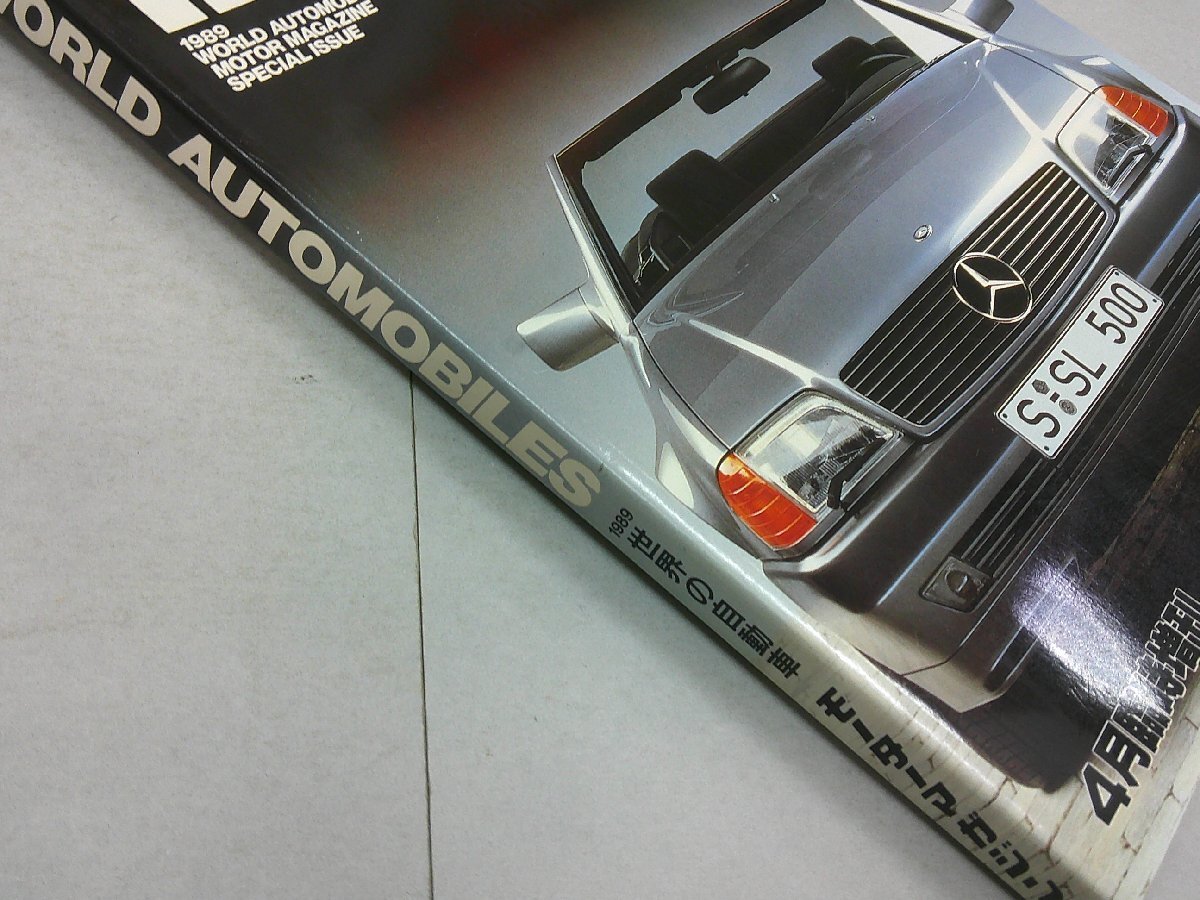 1989
WORLD AUTOMOBI
MOTOR MAGAZINE
SPECIAL ISSUE
WORLD AUTOMOBILES
1989 世界の自動車 モーターマガジン
S SL 500
4月臨時増刊